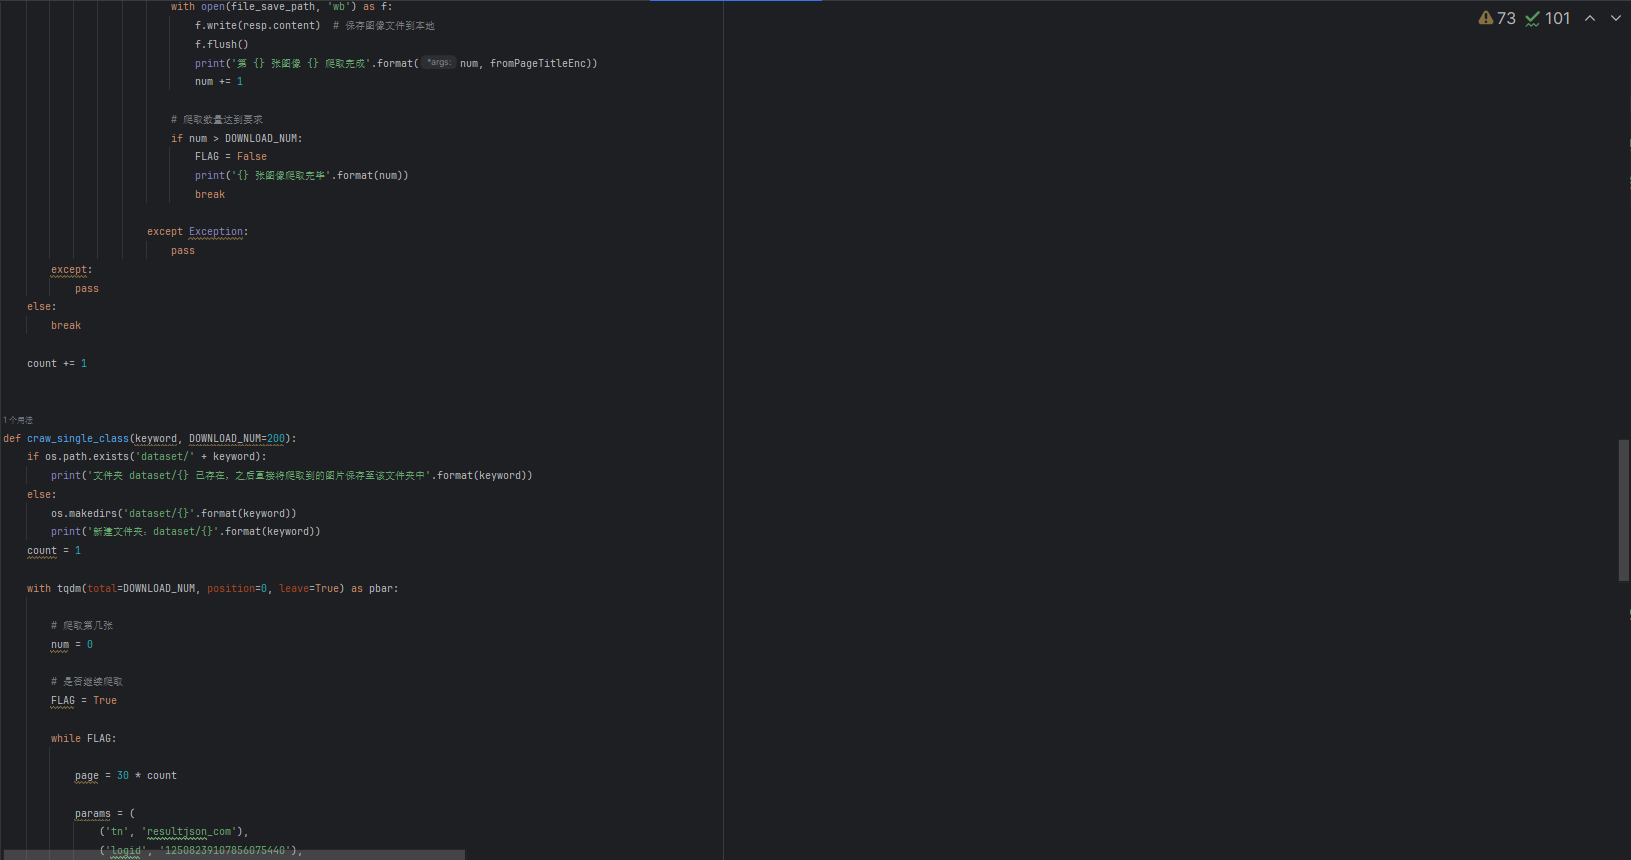 with open(file_save_path, 'wb') as f:
73 101
f.write(resp.content)  # 保存图像文件到本地
f.flush()
print('第 {} 张图像 {} 爬取完成'.format( *args: num, fromPageTitleEnc))
num += 1
# 爬取数量达到要求
if num > DOWNLOAD_NUM:
FLAG = False
print('{} 张图像爬取完毕'.format(num))
break
except Exception:
pass
except:
pass
else:
break
count += 1
1个用法
def craw_single_class(keyword, DOWNLOAD_NUM=200):
if os.path.exists('dataset/' + keyword):
print('文件夹 dataset/{} 已存在，之后直接将爬取到的图片保存至该文件夹中'.format(keyword))
else:
os.makedirs('dataset/{}'.format(keyword))
print('新建文件夹：dataset/{}'.format(keyword))
count = 1
with tqdm(total=DOWNLOAD_NUM, position=0, leave=True) as pbar:
# 爬取第几张
num = 0
# 是否继续爬取
FLAG = True
while FLAG:
page = 30 * count
params = (
('tn', 'resultjson_com'),
('logid', '12508239107856075440'),